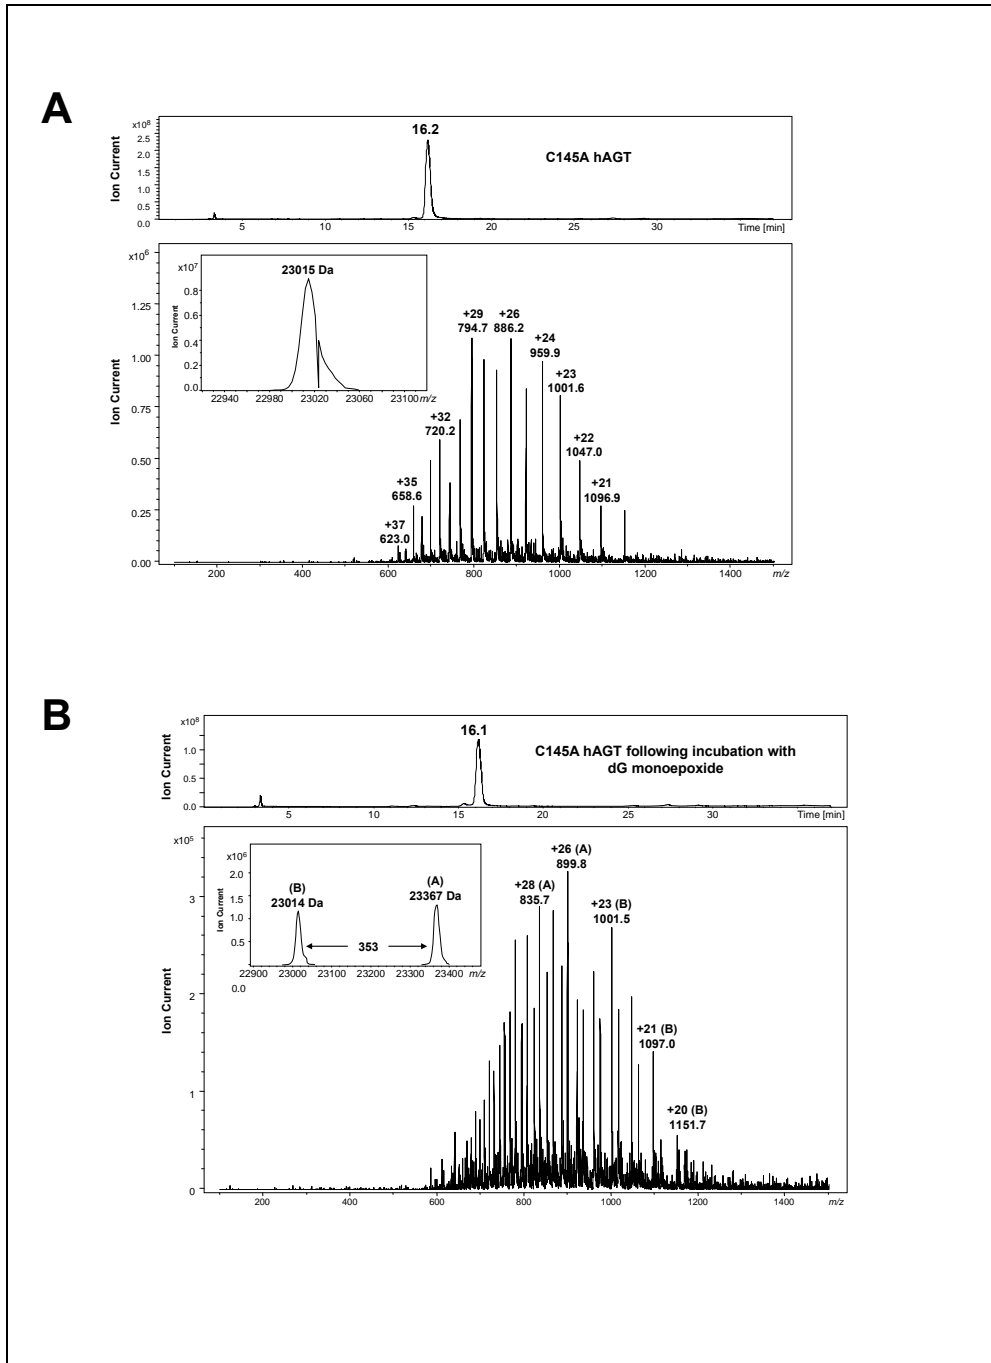 A
x10^8
2.5
2.0
1.5
1.0
0.5
0.0
Ion Current
16.2
C145A hAGT
5 10 15 20 25 30 Time [min]
x10^6
1.25
1.00
0.75
0.50
0.25
0.00
Ion Current
x10^7
0.8
0.6
0.4
0.2
0.0
Ion Current
23015 Da
22940 22980 23020 23060 23100 m/z
+37
623.0
+35
658.6
+32
720.2
+29
794.7
+26
886.2
+24
959.9
+23
1001.6
+22
1047.0
+21
1096.9
200 400 600 800 1000 1200 1400 m/z
B
x10^8
1.0
0.5
0.0
Ion Current
16.1
C145A hAGT following incubation with
dG monoepoxide
5 10 15 20 25 30 Time [min]
x10^5
3
2
1
0
Ion Current
x10^6
2.0
1.5
1.0
0.5
0.0
Ion Current
(B)
23014 Da
(A)
23367 Da
353
22900 23000 23100 23200 23300 23400 m/z
+28 (A)
835.7
+26 (A)
899.8
+23 (B)
1001.5
+21 (B)
1097.0
+20 (B)
1151.7
200 400 600 800 1000 1200 1400 m/z